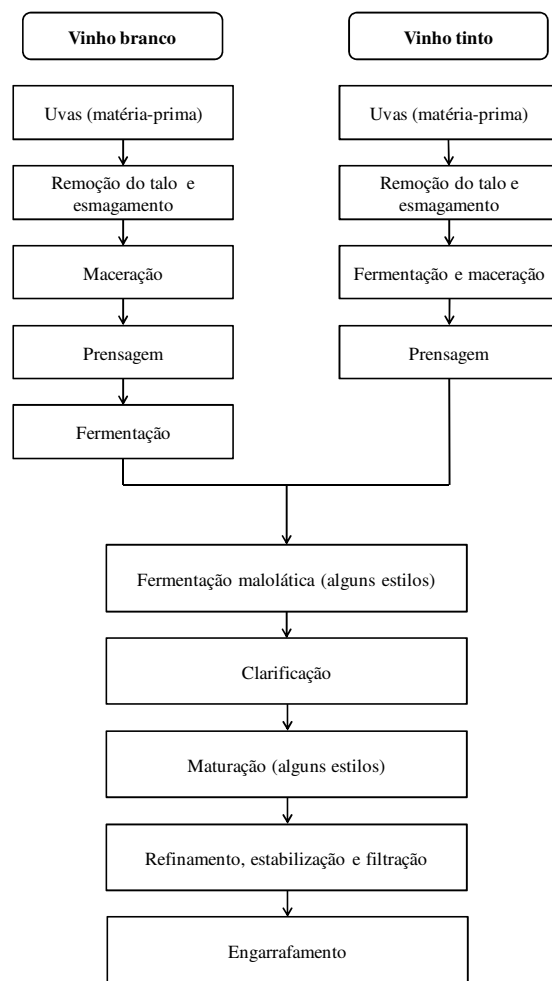 Vinho branco
Uvas (matéria-prima)
Remoção do talo e
esmagamento
Maceração
Prensagem
Fermentação
Vinho tinto
Uvas (matéria-prima)
Remoção do talo e
esmagamento
Fermentação e maceração
Prensagem
Fermentação malolática (alguns estilos)
Clarificação
Maturação (alguns estilos)
Refinamento, estabilização e filtração
Engarrafamento